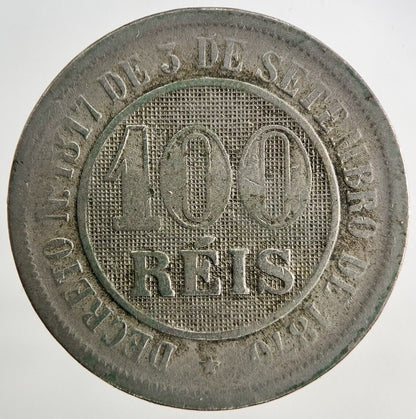 DECRETO N. 1817 DE 3 DE SETEMBRO DE 1870
100
RÉIS